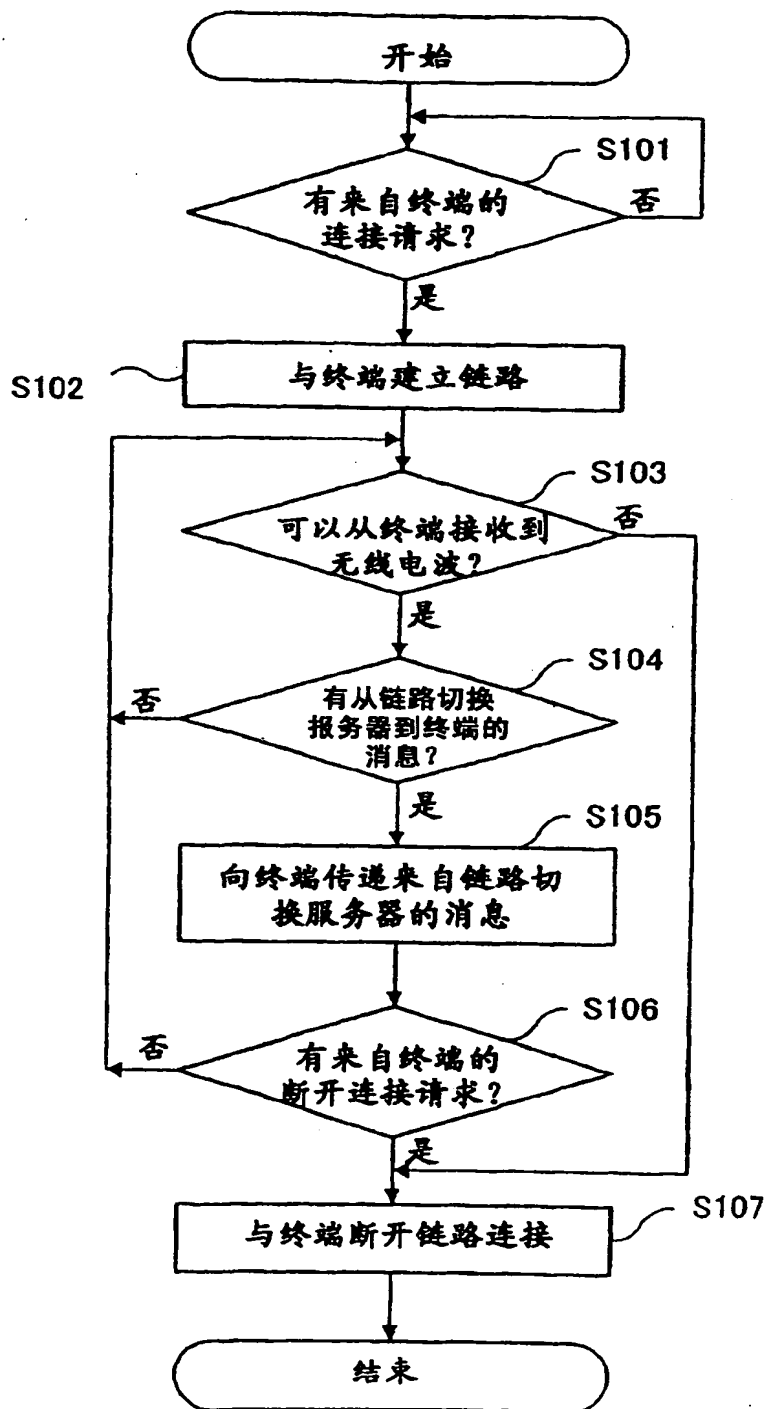 开始
S101
有来自终端的
连接请求？
否
是
S102
与终端建立链路
S103
可以从终端接收到
无线电波？
否
是
S104
有从链路切换
报务器到终端的
消息？
否
是
S105
向终端传递来自链路切
换服务器的消息
S106
有来自终端的
断开连接请求？
否
是
S107
与终端断开链路连接
结束